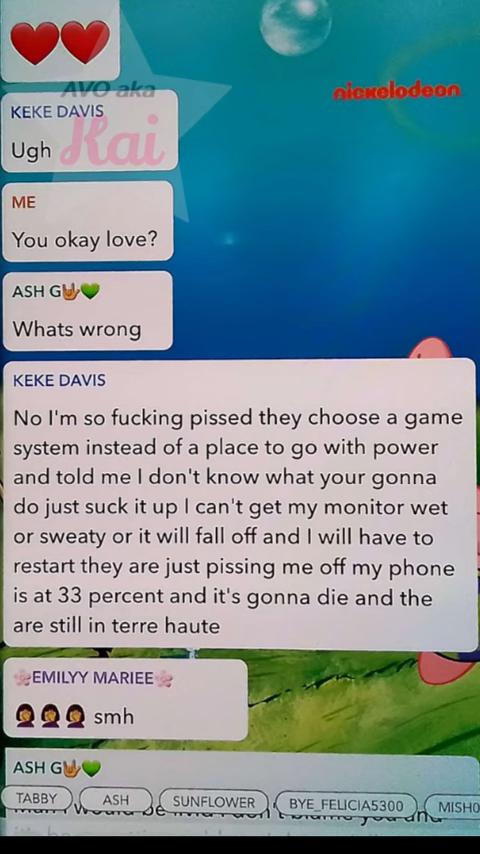 ❤️❤️
AVO aka
Kai
nickelodeon
KEKE DAVIS
Ugh
ME
You okay love?
ASH G🤟💚
Whats wrong
KEKE DAVIS
No I'm so fucking pissed they choose a game
system instead of a place to go with power
and told me I don't know what your gonna
do just suck it up I can't get my monitor wet
or sweaty or it will fall off and I will have to
restart they are just pissing me off my phone
is at 33 percent and it's gonna die and the
are still in terre haute
🌸EMILYY MARIEE🌸
🤦‍♀️🤦‍♀️🤦‍♀️ smh
ASH G🤟💚
TABBY
ASH
SUNFLOWER
BYE_FELICIA5300
MISH0